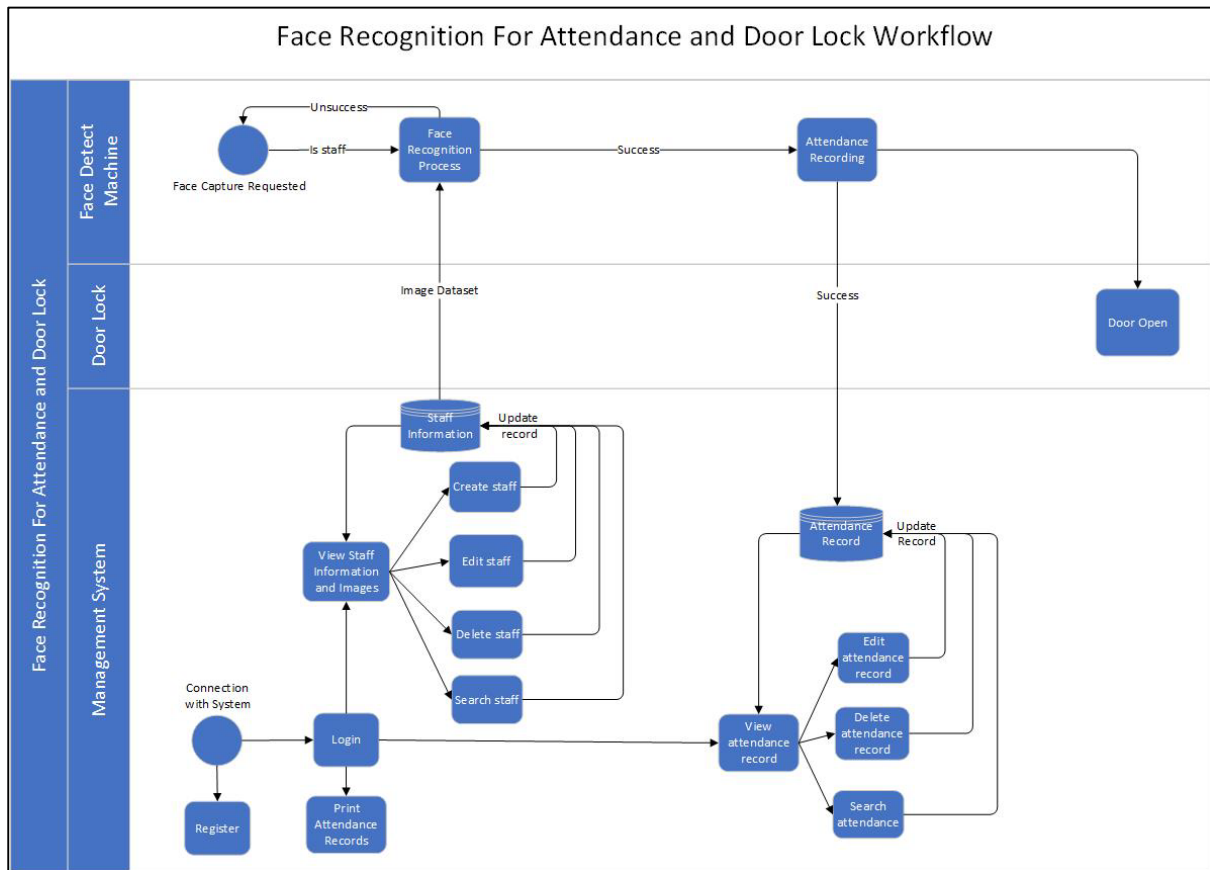 Face Recognition For Attendance and Door Lock Workflow
Face Recognition For Attendance and Door Lock
Face Detect
Machine
Unsuccess
Is staff
Face Capture Requested
Face
Recognition
Process
Success
Attendance
Recording
Door Lock
Image Dataset
Success
Door Open
Management System
Staff
Information
Update
record
Create staff
View Staff
Information
and Images
Edit staff
Delete staff
Search staff
Attendance
Record
Update
Record
Edit
attendance
record
Delete
attendance
record
Search
attendance
View
attendance
record
Connection
with System
Login
Register
Print
Attendance
Records